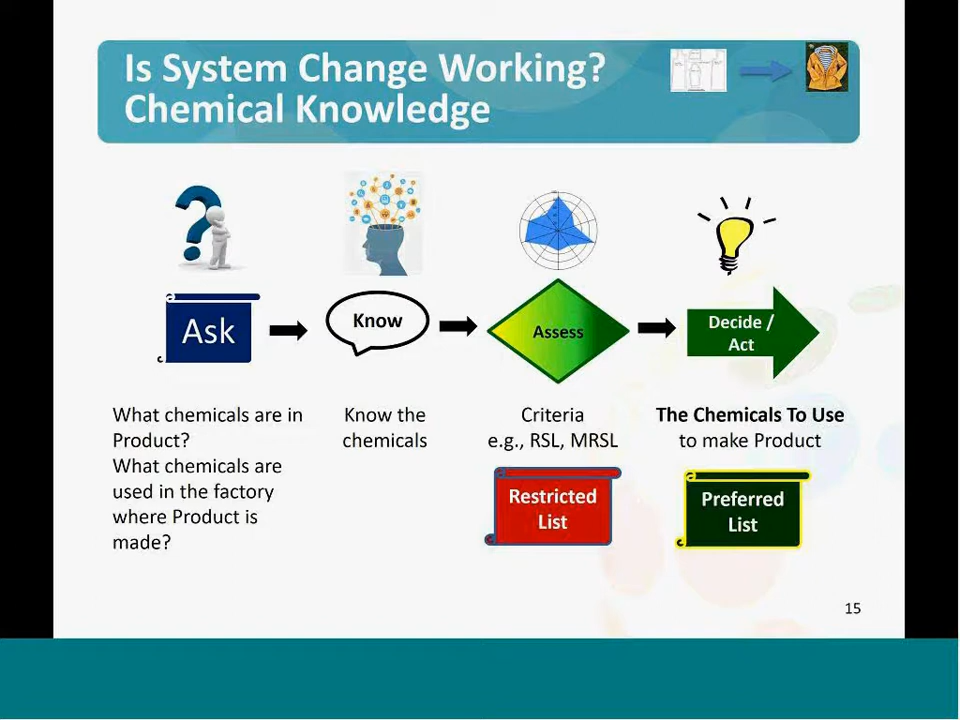 Is System Change Working?
Chemical Knowledge
Ask
Know
Assess
Decide /
Act
What chemicals are in
Product?
What chemicals are
used in the factory
where Product is
made?
Know the
chemicals
Criteria
e.g., RSL, MRSL
Restricted
List
The Chemicals To Use
to make Product
Preferred
List
15